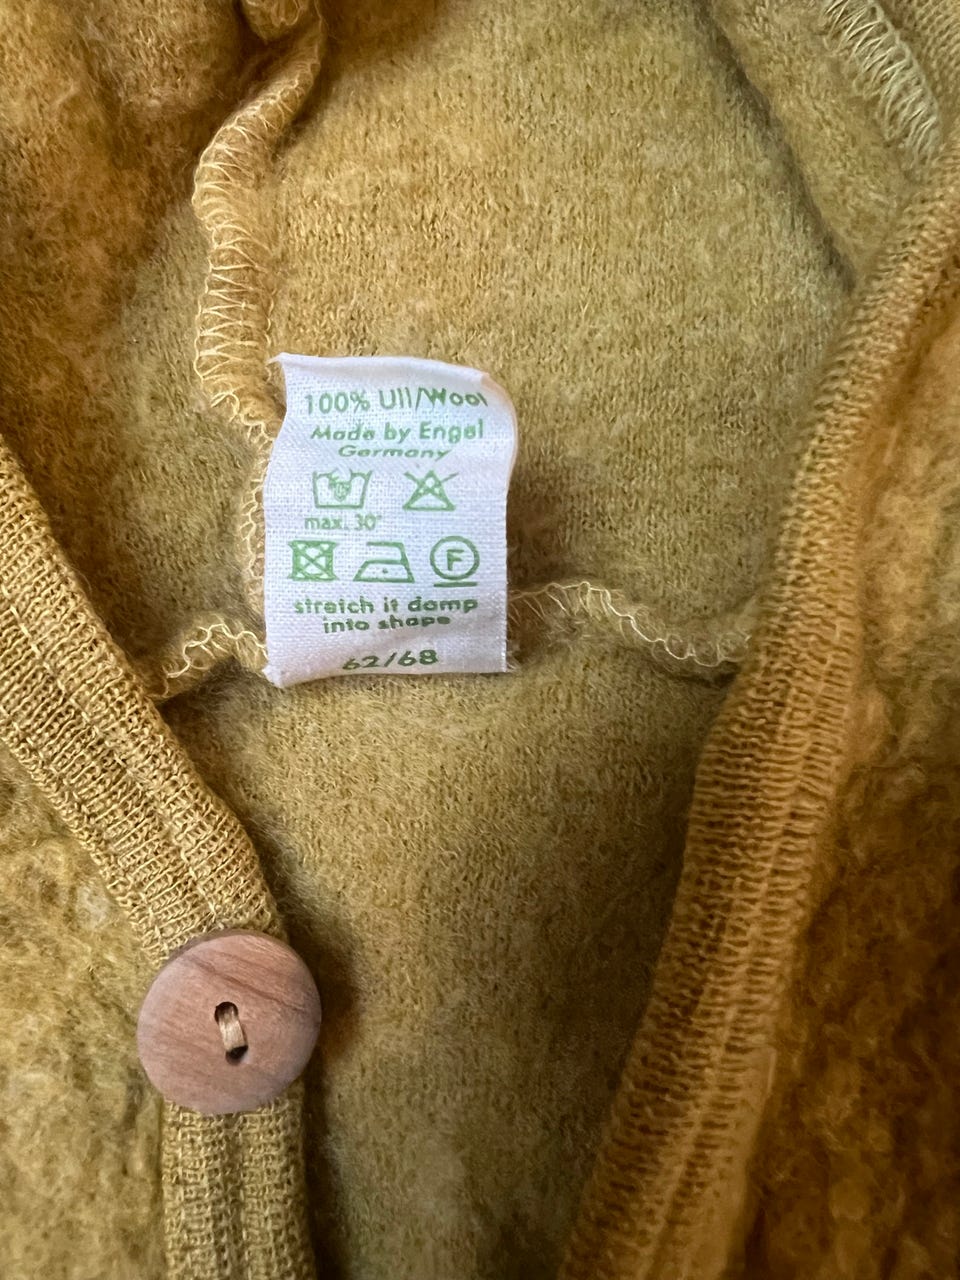 100% Ull/Wool
Made by Engel
Germany
max. 30°
F
stretch it damp
into shape
62/68